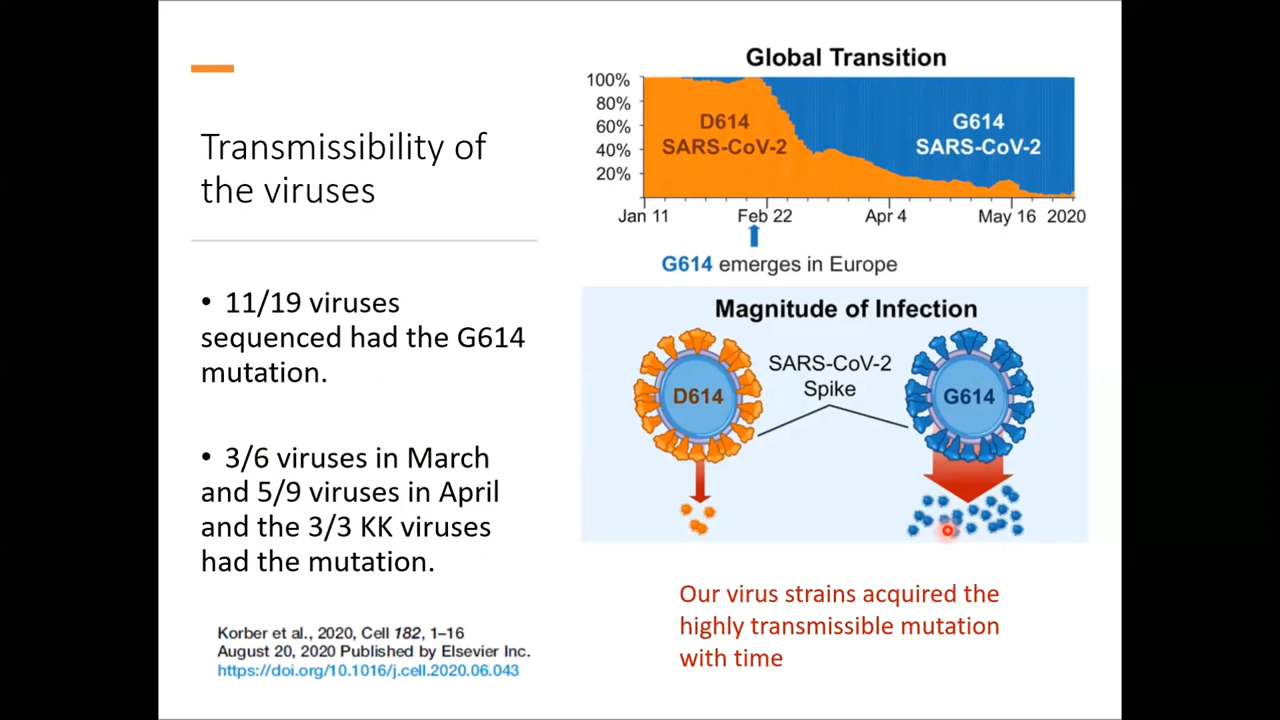 Transmissibility of
the viruses
• 11/19 viruses
sequenced had the G614
mutation.
• 3/6 viruses in March
and 5/9 viruses in April
and the 3/3 KK viruses
had the mutation.
Korber et al., 2020, Cell 182, 1–16
August 20, 2020 Published by Elsevier Inc.
https://doi.org/10.1016/j.cell.2020.06.043
Global Transition
100%
80%
60%
40%
20%
D614
SARS-CoV-2
G614
SARS-CoV-2
Jan 11 Feb 22 Apr 4 May 16 2020
G614 emerges in Europe
Magnitude of Infection
SARS-CoV-2
Spike
D614
G614
Our virus strains acquired the
highly transmissible mutation
with time